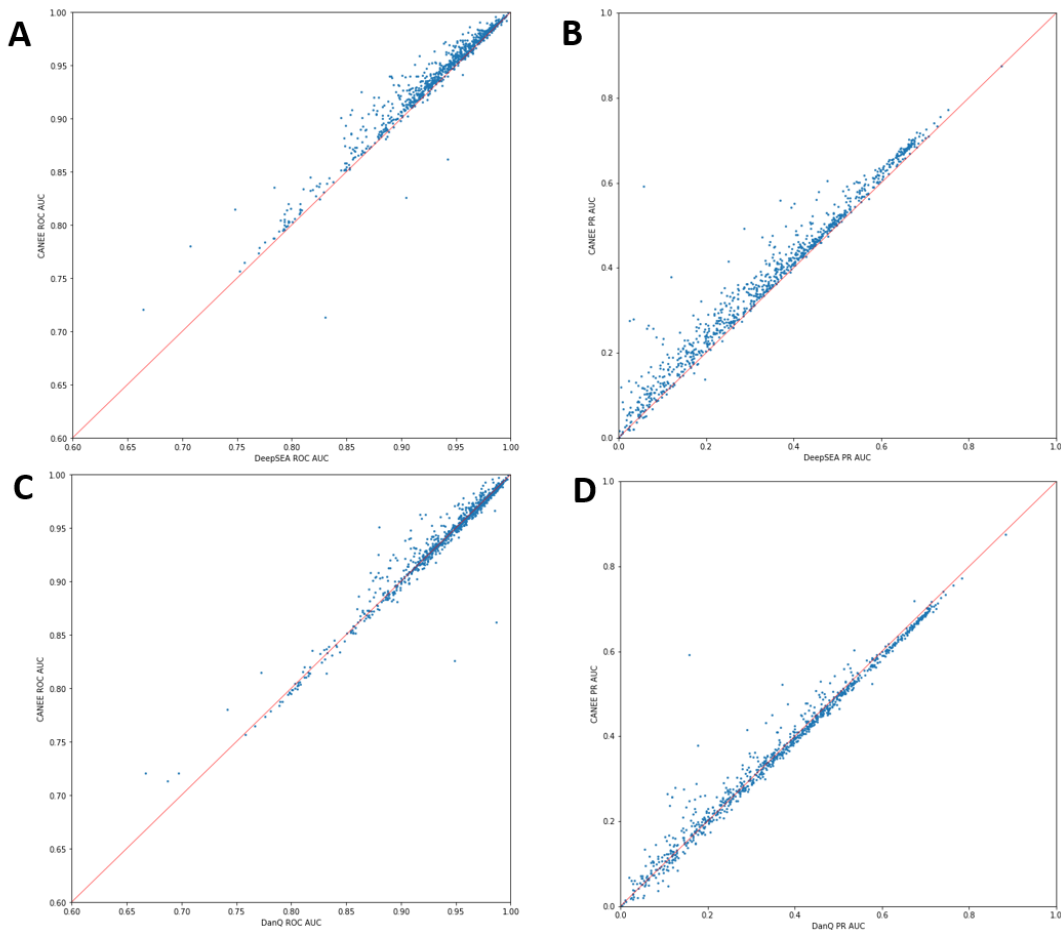 A
1.00
0.95
0.90
0.85
0.80
0.75
0.70
0.65
0.60
CANEE ROC AUC
0.60 0.65 0.70 0.75 0.80 0.85 0.90 0.95 1.00
DeepSEA ROC AUC
B
1.0
0.8
0.6
0.4
0.2
0.0
CANEE PR AUC
0.0 0.2 0.4 0.6 0.8 1.0
DeepSEA PR AUC
C
1.00
0.95
0.90
0.85
0.80
0.75
0.70
0.65
0.60
CANEE ROC AUC
0.60 0.65 0.70 0.75 0.80 0.85 0.90 0.95 1.00
DanQ ROC AUC
D
1.0
0.8
0.6
0.4
0.2
0.0
CANEE PR AUC
0.0 0.2 0.4 0.6 0.8 1.0
DanQ PR AUC